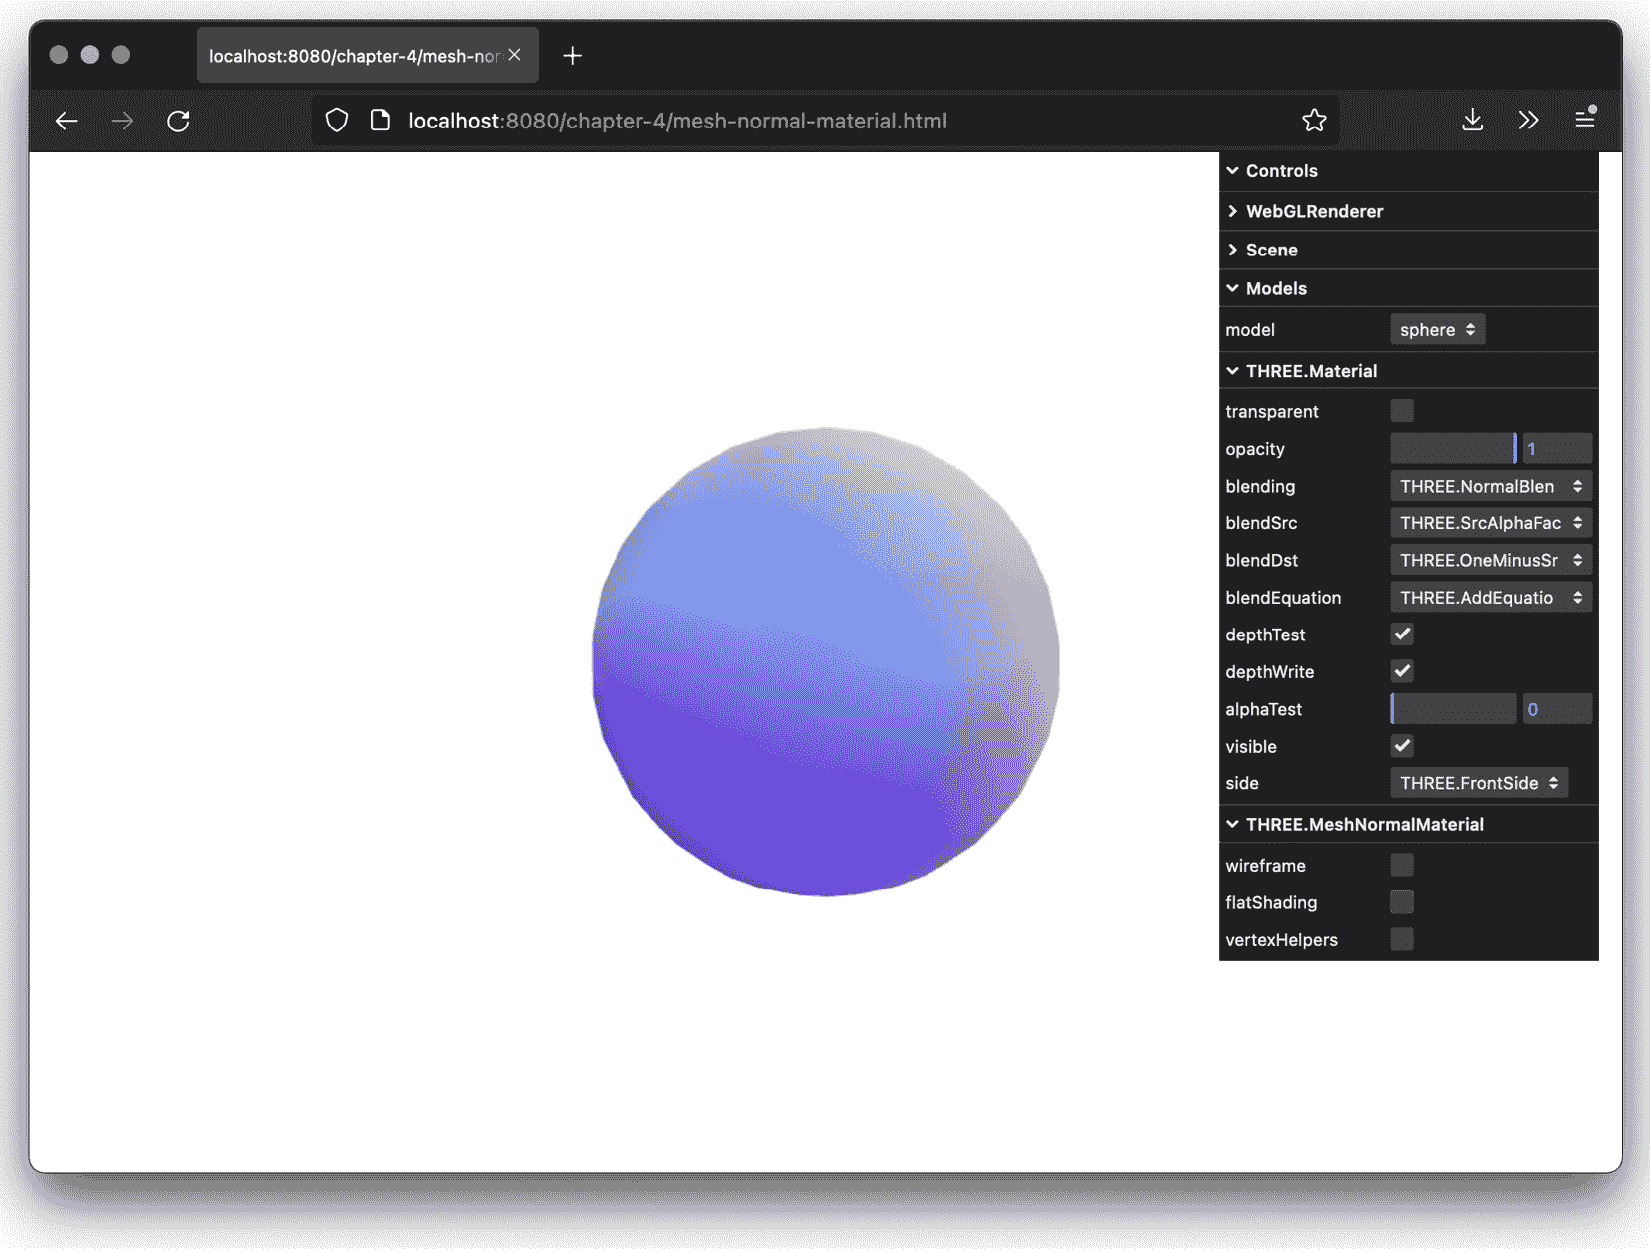 localhost:8080/chapter-4/mesh-nor
localhost:8080/chapter-4/mesh-normal-material.html
Controls
WebGLRenderer
Scene
Models
model sphere
THREE.Material
transparent
opacity 1
blending THREE.NormalBlen
blendSrc THREE.SrcAlphaFac
blendDst THREE.OneMinusSr
blendEquation THREE.AddEquatio
depthTest
depthWrite
alphaTest 0
visible
side THREE.FrontSide
THREE.MeshNormalMaterial
wireframe
flatShading
vertexHelpers